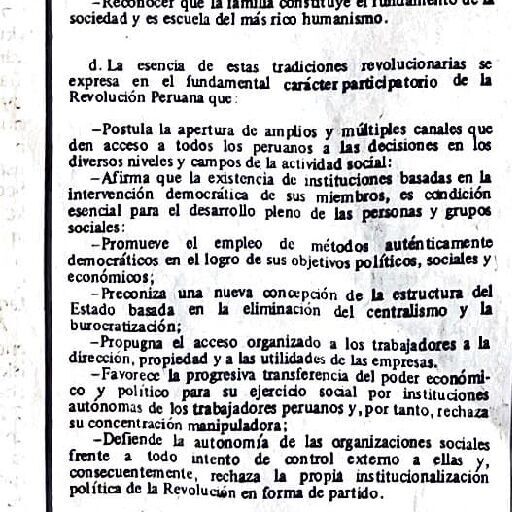 —Reconocer que la familia constituye el fundamento de la
sociedad y es escuela del más rico humanismo.
d. La esencia de estas tradiciones revolucionarias se
expresa en el fundamental carácter participatorio de la
Revolución Peruana que:
—Postula la apertura de amplios y múltiples canales que
den acceso a todos los peruanos a las decisiones en los
diversos niveles y campos de la actividad social:
—Afirma que la existencia de instituciones basadas en la
intervención democrática de sus miembros, es condición
esencial para el desarrollo pleno de las personas y grupos
sociales:
—Promueve el empleo de métodos auténticamente
democráticos en el logro de sus objetivos políticos, sociales y
económicos;
—Preconiza una nueva concepción de la estructura del
Estado basada en la eliminación del centralismo y la
burocratización;
—Propugna el acceso organizado a los trabajadores a la
dirección, propiedad y a las utilidades de las empresas.
—Favorece la progresiva transferencia del poder económi-
co y político para su ejercicio social por instituciones
autónomas de los trabajadores peruanos y, por tanto, rechaza
su concentración manipuladora;
—Defiende la autonomía de las organizaciones sociales
frente a todo intento de control externo a ellas y,
consecuentemente, rechaza la propia institucionalización
política de la Revolución en forma de partido.